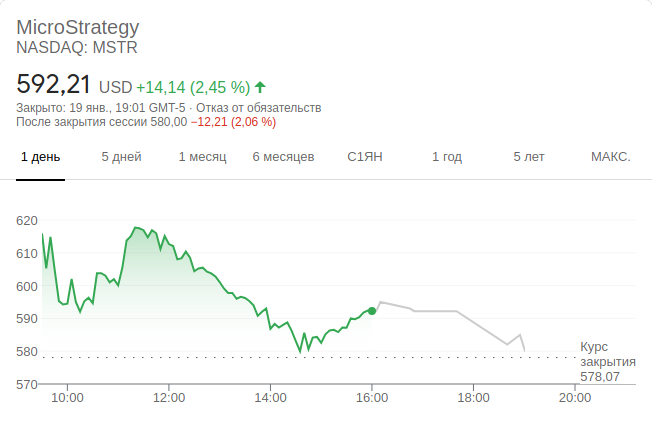 MicroStrategy
NASDAQ: MSTR
592,21 USD +14,14 (2,45 %)
Закрыто: 19 янв., 19:01 GMT-5 · Отказ от обязательств
После закрытия сессии 580,00 −12,21 (2,06 %)
1 день 5 дней 1 месяц 6 месяцев С1ЯН 1 год 5 лет МАКС.
620
610
600
590
580
570
Курс
закрытия
578,07
10:00 12:00 14:00 16:00 18:00 20:00